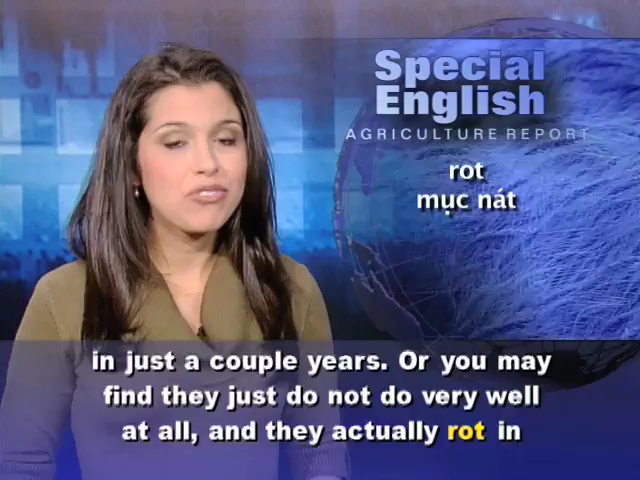 Special
English
AGRICULTURE REPORT
rot
mục nát
in just a couple years. Or you may
find they just do not do very well
at all, and they actually rot in